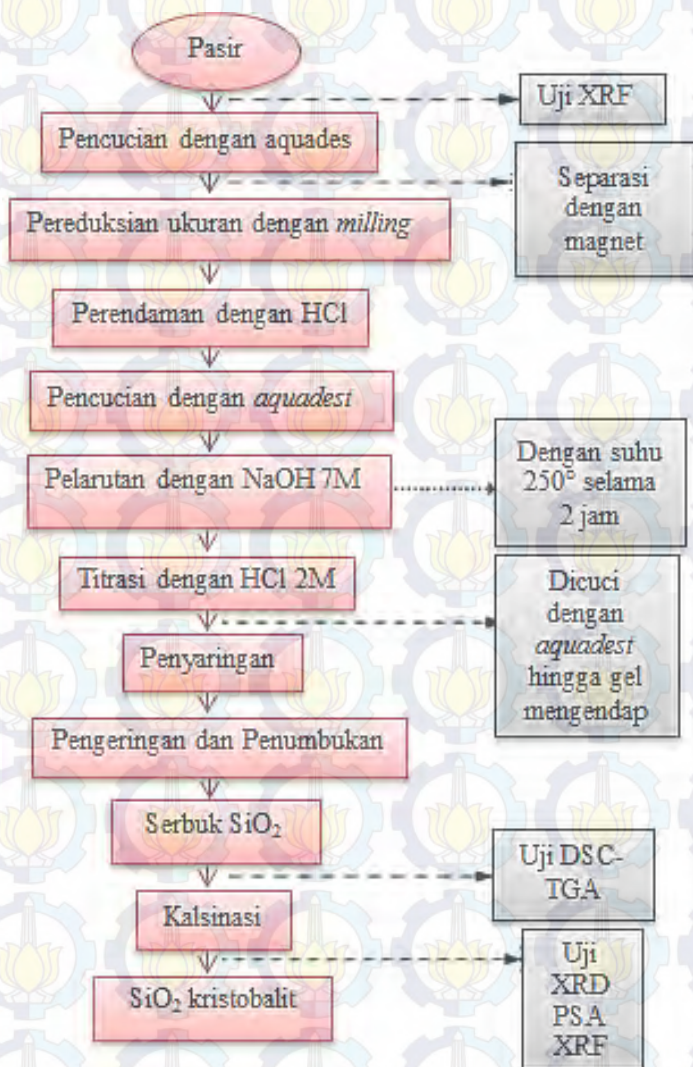 Pasir
Uji XRF
Pencucian dengan aquades
Separasi
dengan
magnet
Pereduksian ukuran dengan milling
Perendaman dengan HCl
Pencucian dengan aquadest
Pelarutan dengan NaOH 7M
Dengan suhu
250° selama
2 jam
Titrasi dengan HCl 2M
Dicuci
dengan
aquadest
hingga gel
mengendap
Penyaringan
Pengeringan dan Penumbukan
Serbuk SiO₂
Uji DSC-
TGA
Kalsinasi
Uji
XRD
PSA
XRF
SiO₂ kristobalit